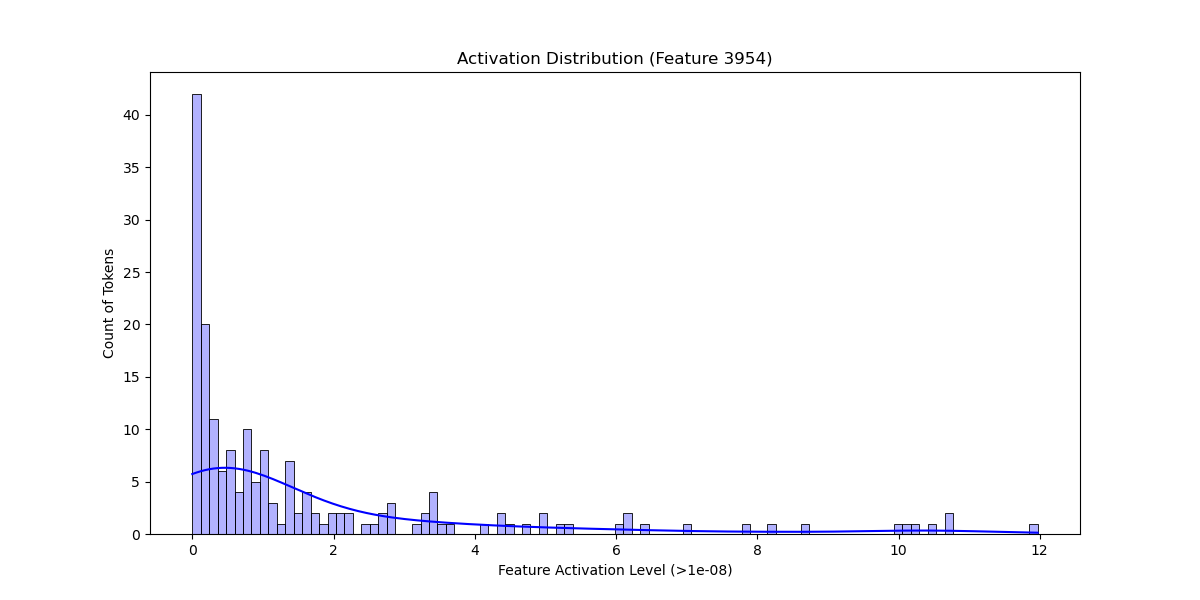 Activation Distribution (Feature 3954)
Count of Tokens
40
35
30
25
20
15
10
5
0
0 2 4 6 8 10 12
Feature Activation Level (>1e-08)